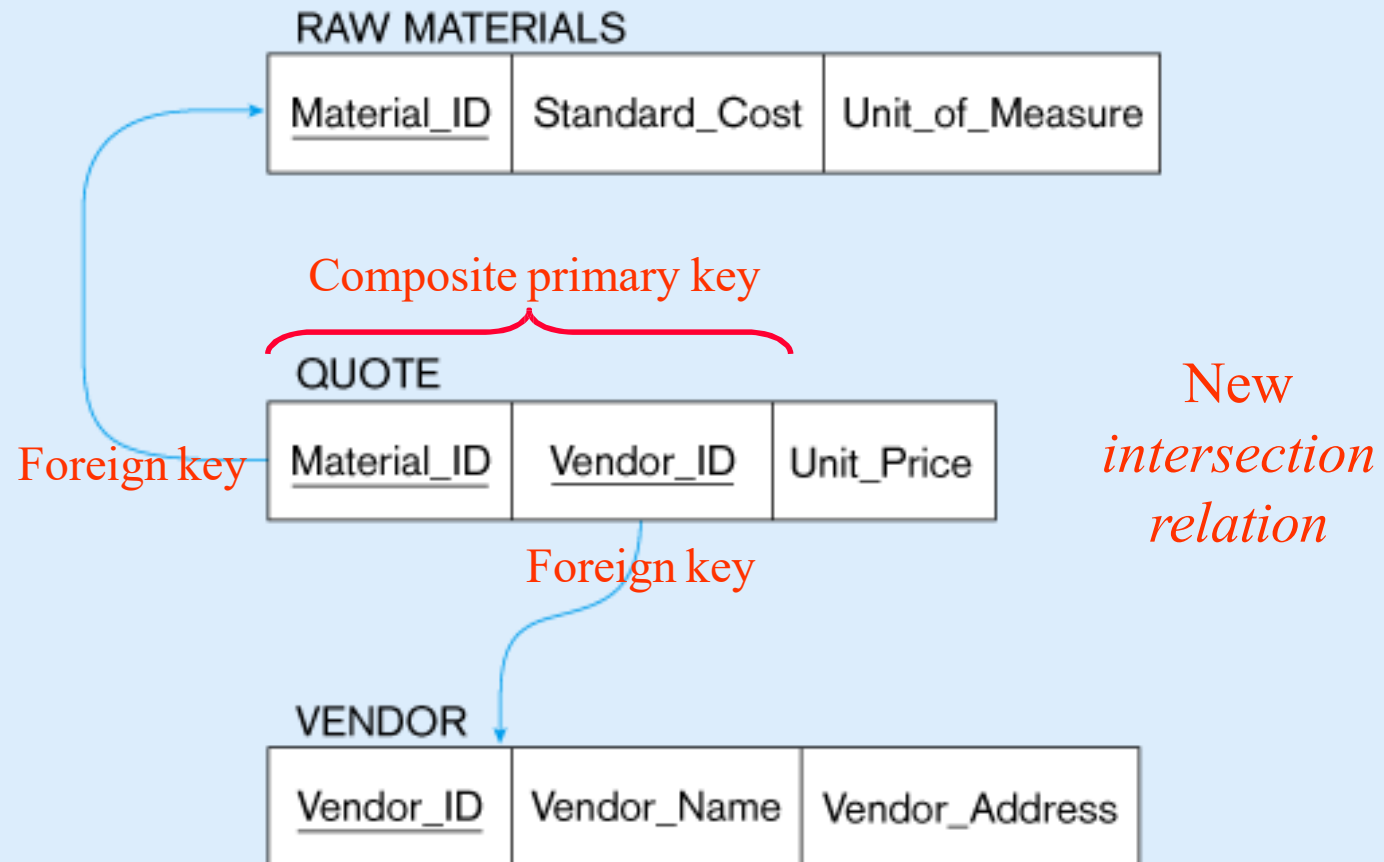 RAW MATERIALS
Material_ID Standard_Cost Unit_of_Measure
Composite primary key
QUOTE
Foreign key Material_ID Vendor_ID Unit_Price
New
intersection
relation
Foreign key
VENDOR
Vendor_ID Vendor_Name Vendor_Address